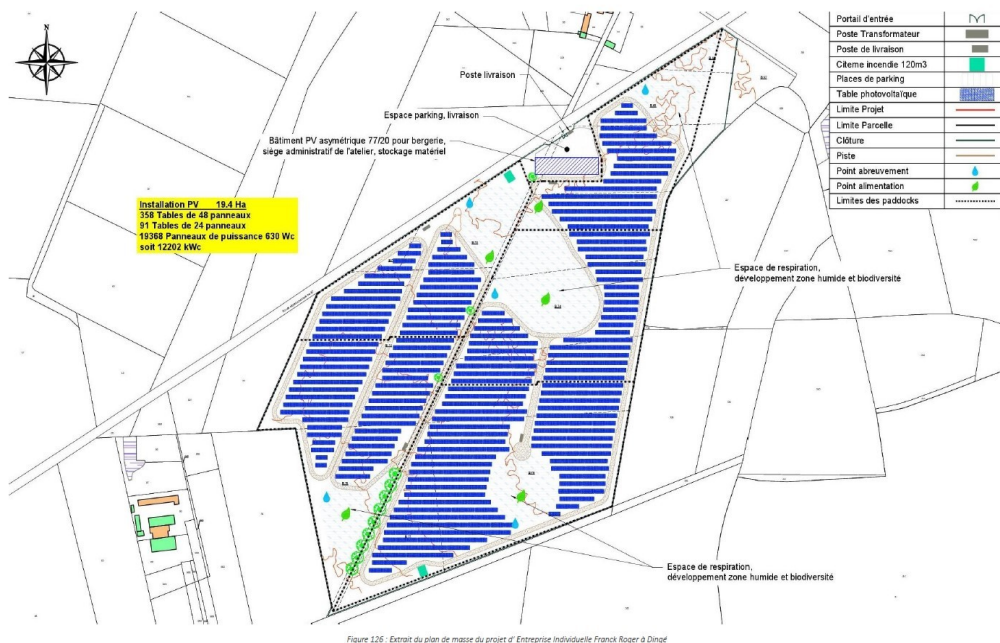 Portail d'entrée
Poste Transformateur
Poste de livraison
Citerne incendie 120m3
Places de parking
Table photovoltaïque
Limite Projet
Limite Parcelle
Clôture
Piste
Point abreuvement
Point alimentation
Limites des paddocks
Poste livraison
Espace parking, livraison
Bâtiment PV asymétrique 77/20 pour bergerie,
siège administratif de l'atelier, stockage matériel
Installation PV 19.4 Ha
358 Tables de 48 panneaux
91 Tables de 24 panneaux
19368 Panneaux de puissance 630 Wc
soit 12202 kWc
Espace de respiration,
développement zone humide et biodiversité
Espace de respiration,
développement zone humide et biodiversité
Figure 126 : Extrait du plan de masse du projet d' Entreprise Individuelle Franck Roger à Dingé